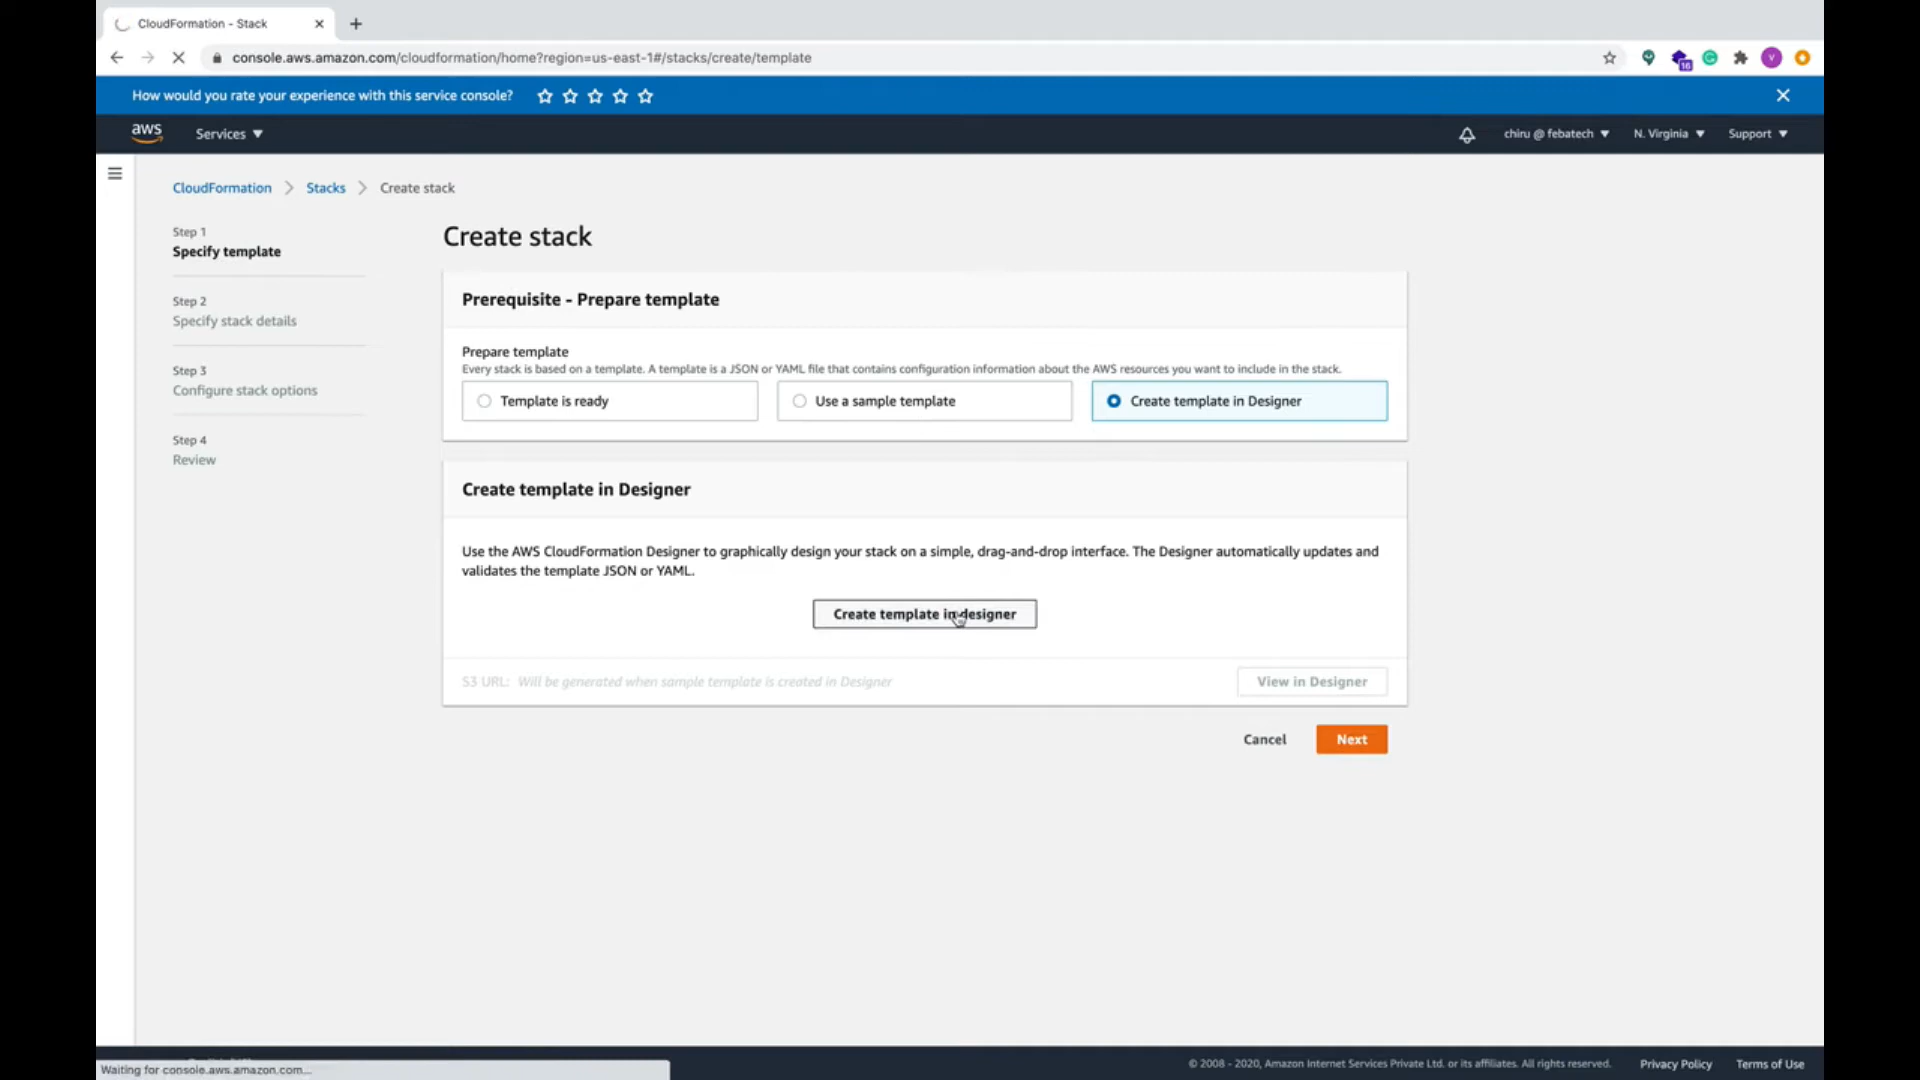 CloudFormation - Stack
console.aws.amazon.com/cloudformation/home?region=us-east-1#/stacks/create/template
16
V
How would you rate your experience with this service console?
aws
Services
chiru @ febatech
N. Virginia
Support
CloudFormation
Stacks
Create stack
Step 1
Specify template
Step 2
Specify stack details
Step 3
Configure stack options
Step 4
Review
Create stack
Prerequisite - Prepare template
Prepare template
Every stack is based on a template. A template is a JSON or YAML file that contains configuration information about the AWS resources you want to include in the stack.
Template is ready
Use a sample template
Create template in Designer
Create template in Designer
Use the AWS CloudFormation Designer to graphically design your stack on a simple, drag-and-drop interface. The Designer automatically updates and
validates the template JSON or YAML.
Create template in designer
S3 URL: Will be generated when sample template is created in Designer
View in Designer
Cancel
Next
Waiting for console.aws.amazon.com...
© 2008 - 2020, Amazon Internet Services Private Ltd. or its affiliates. All rights reserved.
Privacy Policy
Terms of Use